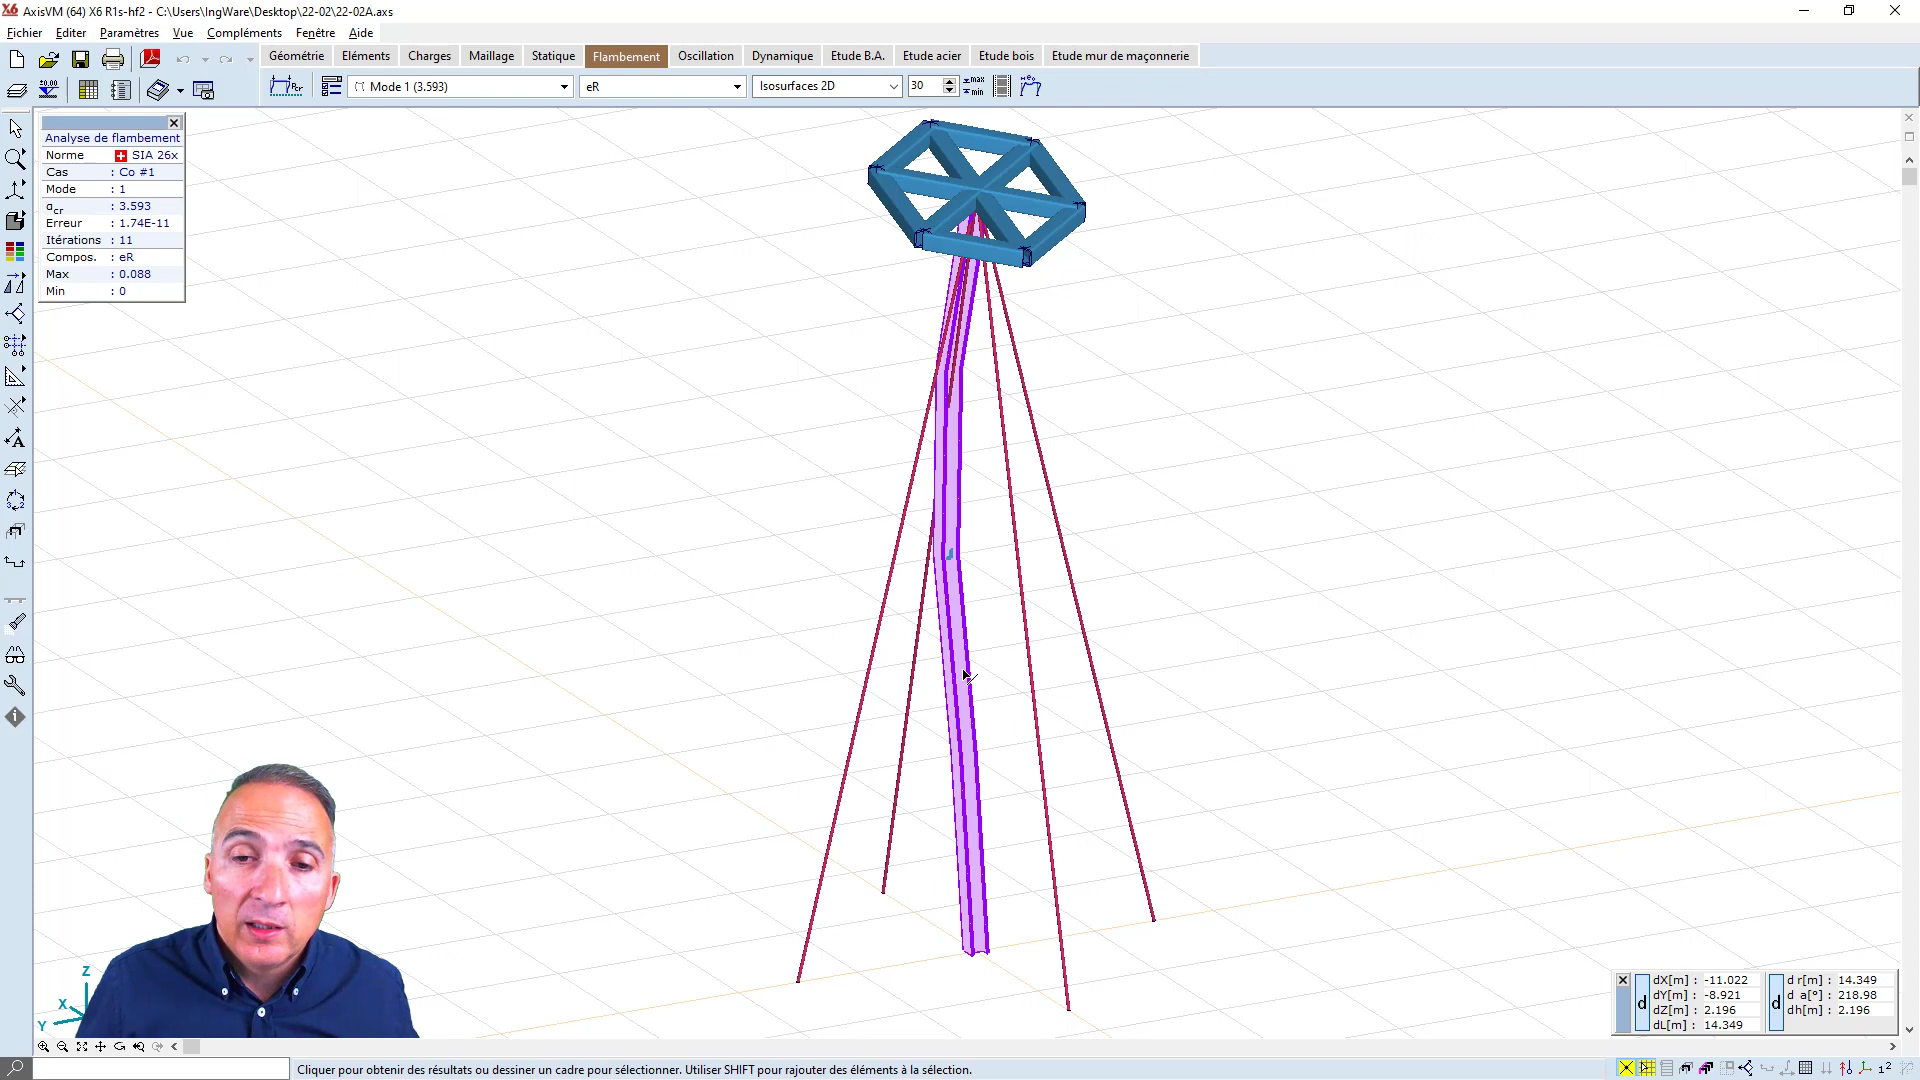 AxisVM (64) X6 R1s-hf2 - C:\Users\IngWare\Desktop\22-02\22-02A.axs
Fichier Editer Paramètres Vue Compléments Fenêtre Aide
Géométrie Eléments Charges Maillage Statique Flambement Oscillation Dynamique Etude B.A. Etude acier Etude bois Etude mur de maçonnerie
Mode 1 (3.593) eR Isosurfaces 2D 30
Analyse de flambement
Norme SIA 26x
Cas : Co #1
Mode : 1
αcr : 3.593
Erreur : 1.74E-11
Itérations : 11
Compos. : eR
Max : 0.088
Min : 0
Z
X
Y
d
dX[m] : -11.022
dY[m] : -8.921
dZ[m] : 2.196
dL[m] : 14.349
d
d r[m] : 14.349
d a[°] : 218.98
dh[m] : 2.196
Cliquer pour obtenir des résultats ou dessiner un cadre pour sélectionner. Utiliser SHIFT pour rajouter des éléments à la sélection.